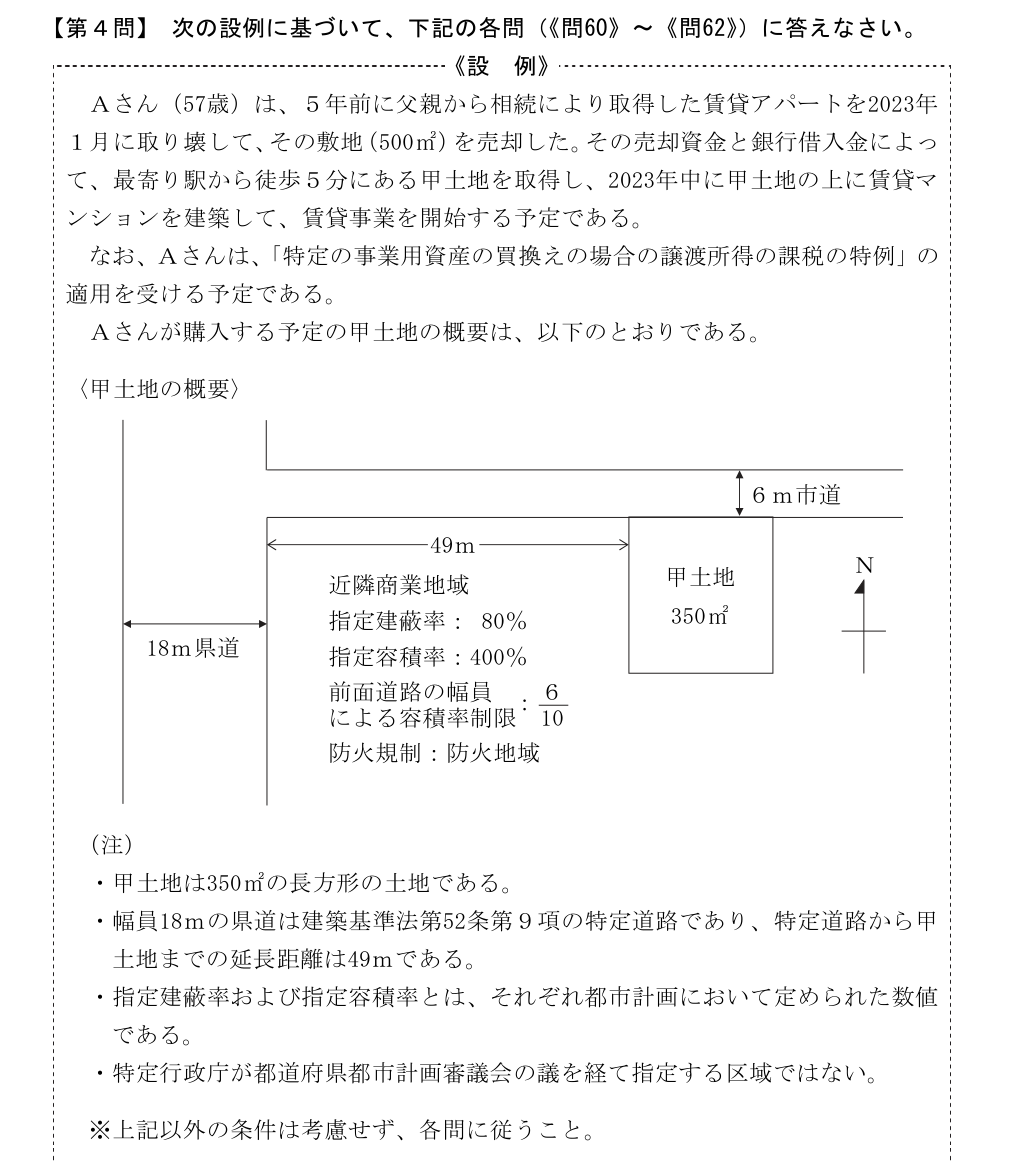 【第４問】　次の設例に基づいて、下記の各問（《問60》～《問62》）に答えなさい。
《設　例》
Ａさん（57歳）は、５年前に父親から相続により取得した賃貸アパートを2023年
１月に取り壊して、その敷地（500㎡）を売却した。その売却資金と銀行借入金によっ
て、最寄り駅から徒歩５分にある甲土地を取得し、2023年中に甲土地の上に賃貸マ
ンションを建築して、賃貸事業を開始する予定である。
なお、Ａさんは、「特定の事業用資産の買換えの場合の譲渡所得の課税の特例」の
適用を受ける予定である。
Ａさんが購入する予定の甲土地の概要は、以下のとおりである。
〈甲土地の概要〉
６ｍ市道
49ｍ
近隣商業地域
指定建蔽率：　80％
指定容積率：400％
前面道路の幅員
による容積率制限：6/10
防火規制：防火地域
甲土地
350㎡
N
18ｍ県道
（注）
・甲土地は350㎡の長方形の土地である。
・幅員18ｍの県道は建築基準法第52条第９項の特定道路であり、特定道路から甲
土地までの延長距離は49ｍである。
・指定建蔽率および指定容積率とは、それぞれ都市計画において定められた数値
である。
・特定行政庁が都道府県都市計画審議会の議を経て指定する区域ではない。
※上記以外の条件は考慮せず、各問に従うこと。